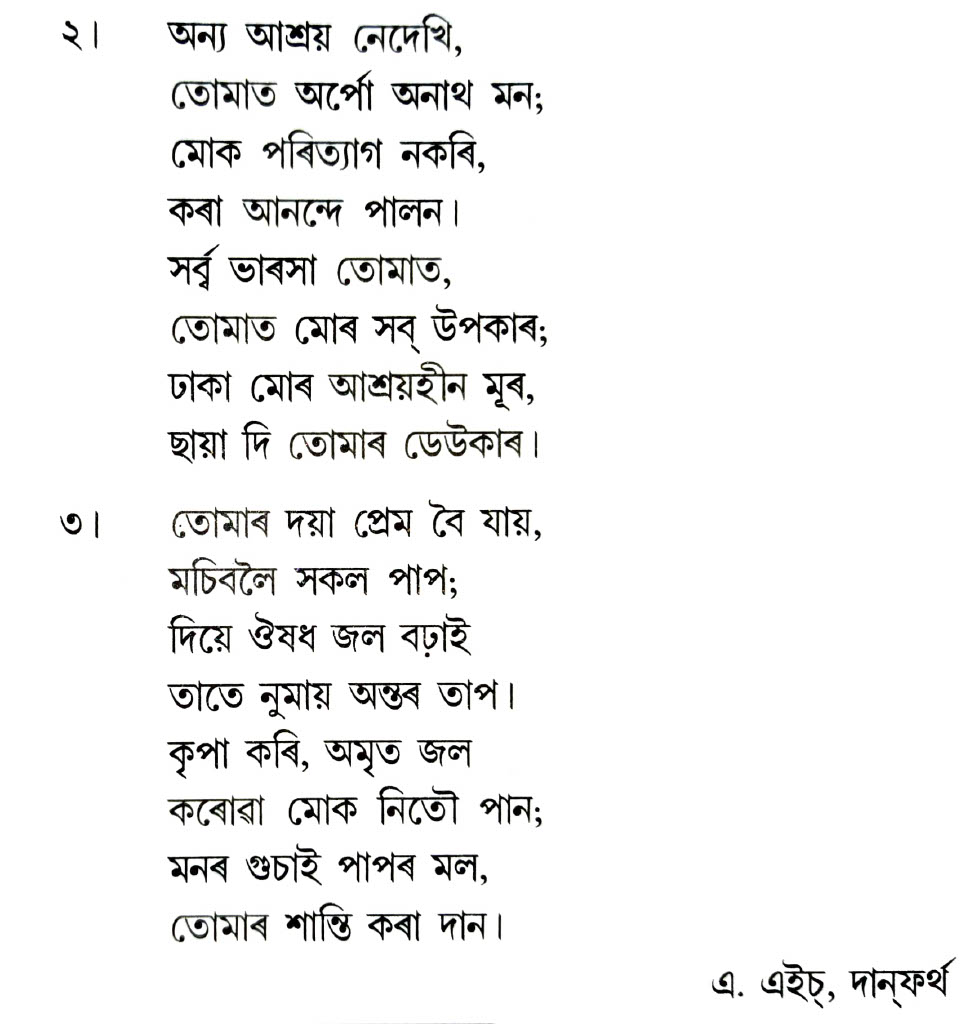 ২। অন্য আশ্ৰয় নেদেখি,
তোমাত অৰ্পো অনাথ মন;
মোক পৰিত্যাগ নকৰি,
কৰা আনন্দে পালন।
সৰ্ব্ব ভাৰসা তোমাত,
তোমাত মোৰ সব্ উপকাৰ;
ঢাকা মোৰ আশ্ৰয়হীন মূৰ,
ছায়া দি তোমাৰ ডেউকাৰ।
৩। তোমাৰ দয়া প্ৰেম বৈ যায়,
মচিবলৈ সকল পাপ;
দিয়ে ঔষধ জল বঢ়াই
তাতে নুমায় অন্তৰ তাপ।
কৃপা কৰি, অমৃত জল
কৰোৱা মোক নিতৌ পান;
মনৰ গুচাই পাপৰ মল,
তোমাৰ শান্তি কৰা দান।
এ. এইচ্, দান্‌ফৰ্থ